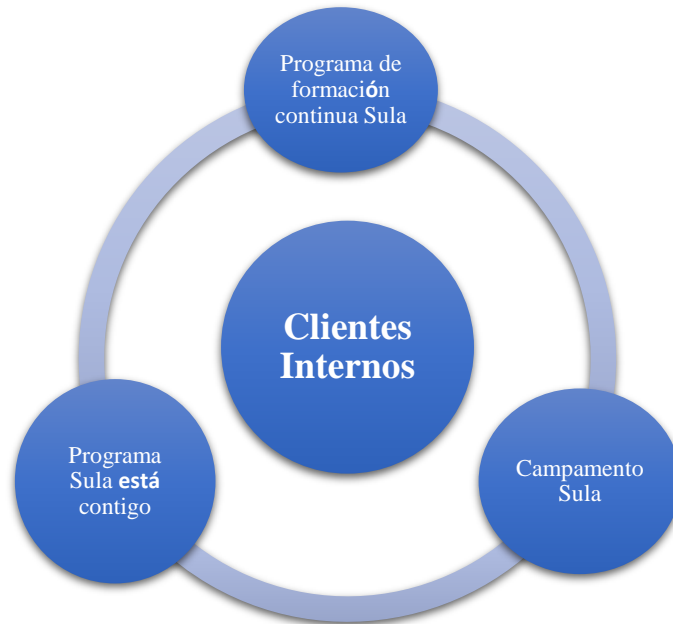 Programa de
formación
continua Sula
Clientes
Internos
Programa
Sula está
contigo
Campamento
Sula